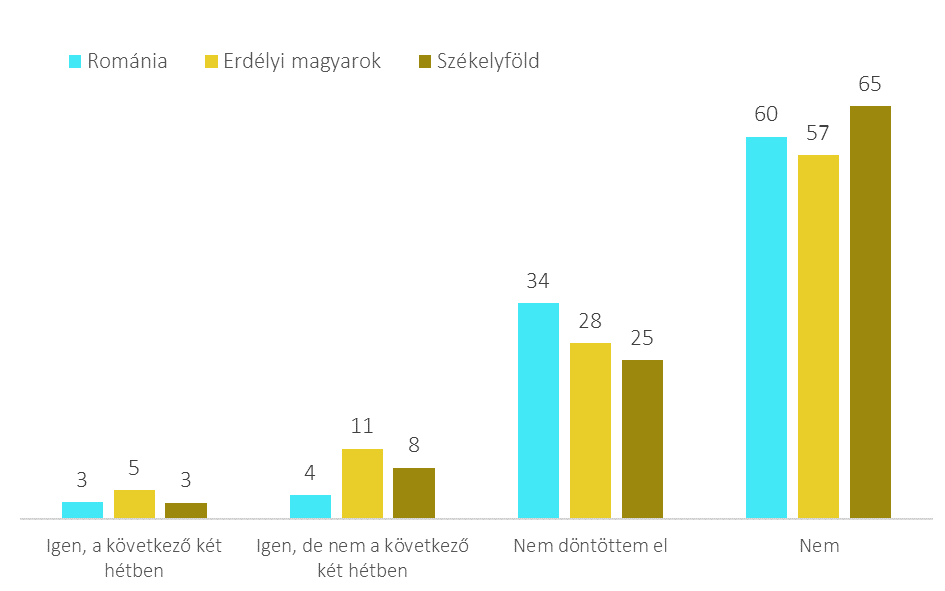 Románia Erdélyi magyarok Székelyföld
3 5 3
4 11 8
34 28 25
60 57 65
Igen, a következő két
hétben
Igen, de nem a következő
két hétben
Nem döntöttem el
Nem